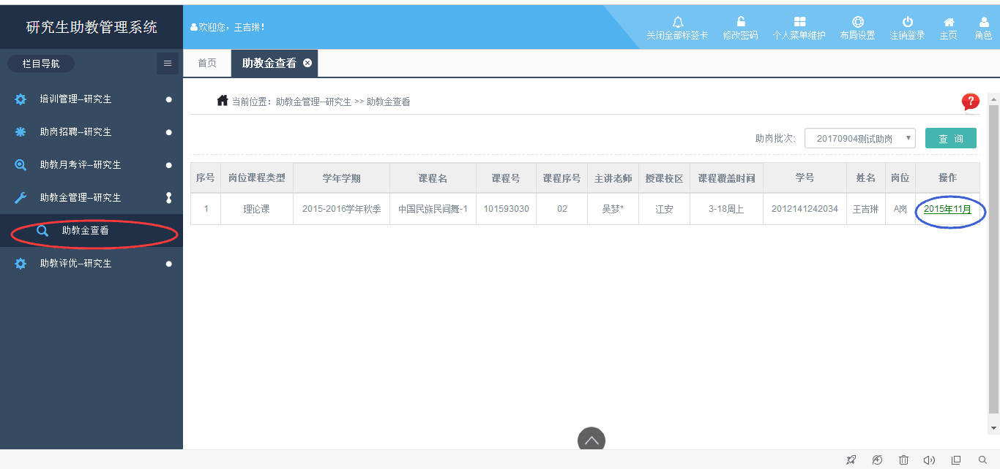 研究生助教管理系统
欢迎您，王吉琳！
关闭全部标签卡 修改密码 个人菜单维护 布局设置 注销登录 主页 角色
栏目导航
首页 助教金查看
培训管理--研究生
助岗招聘--研究生
助教月考评--研究生
助教金管理--研究生
助教金查看
助教评优--研究生
当前位置：助教金管理--研究生 >> 助教金查看
?
助岗批次: 20170904测试助岗 查 询
序号 岗位课程类型 学年学期 课程名 课程号 课程序号 主讲老师 授课校区 课程覆盖时间 学号 姓名 岗位 操作
1 理论课 2015-2016学年秋季 中国民族民间舞-1 101593030 02 吴梦* 江安 3-18周上 2012141242034 王吉琳 A岗 2015年11月